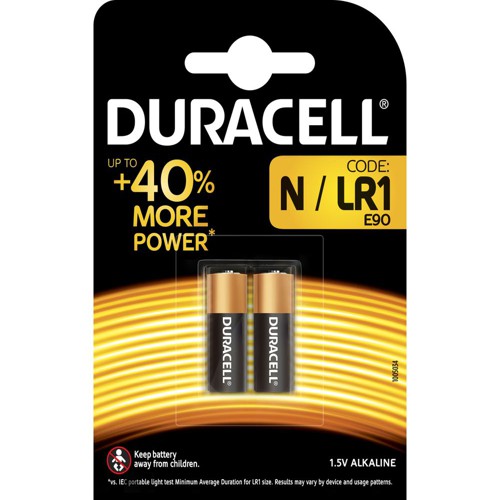 DURACELL®
UP TO
+40%
MORE
POWER*
CODE:
N / LR1
E90
DURACELL®
DURACELL®
1005034
Keep battery
away from children.
1.5V ALKALINE
*vs. IEC portable light test Minimum Average Duration for LR1 size. Results may vary by device and usage patterns.